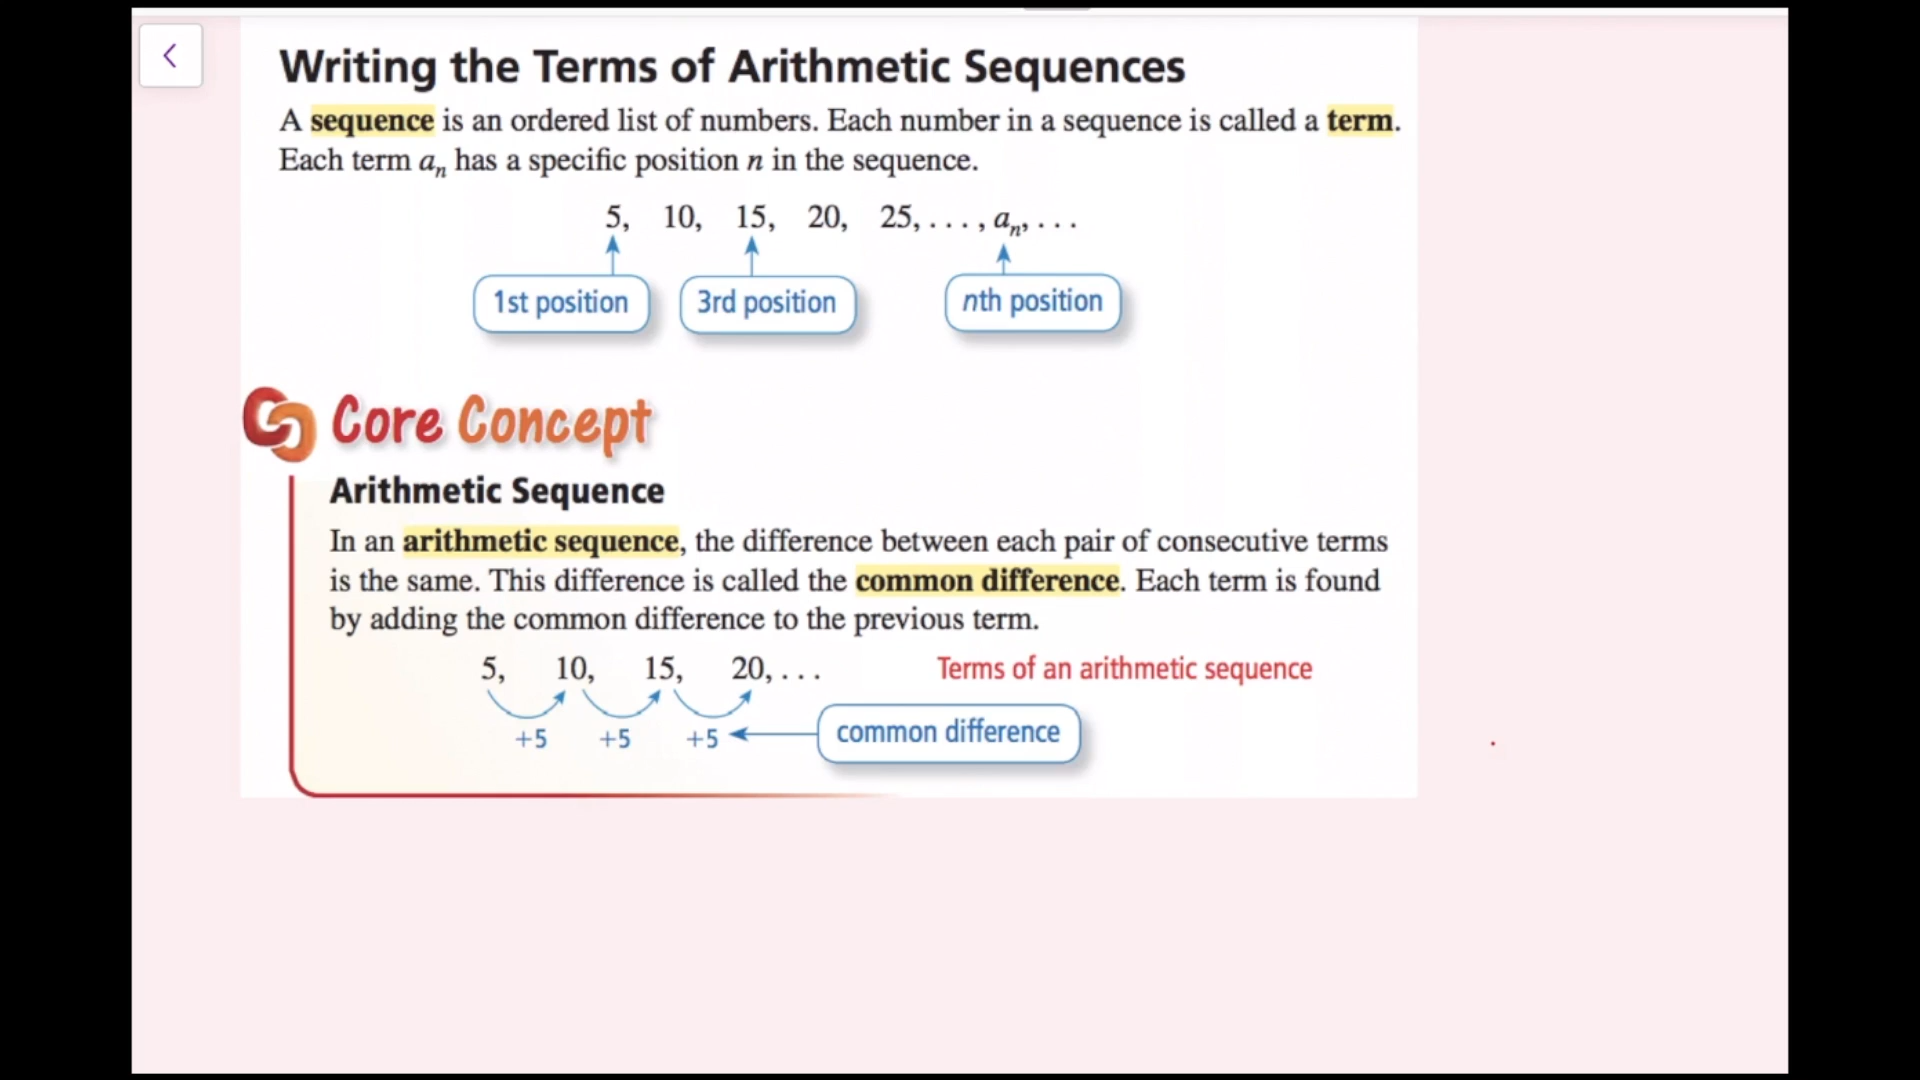 Writing the Terms of Arithmetic Sequences
A sequence is an ordered list of numbers. Each number in a sequence is called a term.
Each term aₙ has a specific position n in the sequence.
5, 10, 15, 20, 25, . . . , aₙ, . . .
1st position 3rd position nth position
Core Concept
Arithmetic Sequence
In an arithmetic sequence, the difference between each pair of consecutive terms
is the same. This difference is called the common difference. Each term is found
by adding the common difference to the previous term.
5, 10, 15, 20, . . . Terms of an arithmetic sequence
+5 +5 +5 common difference